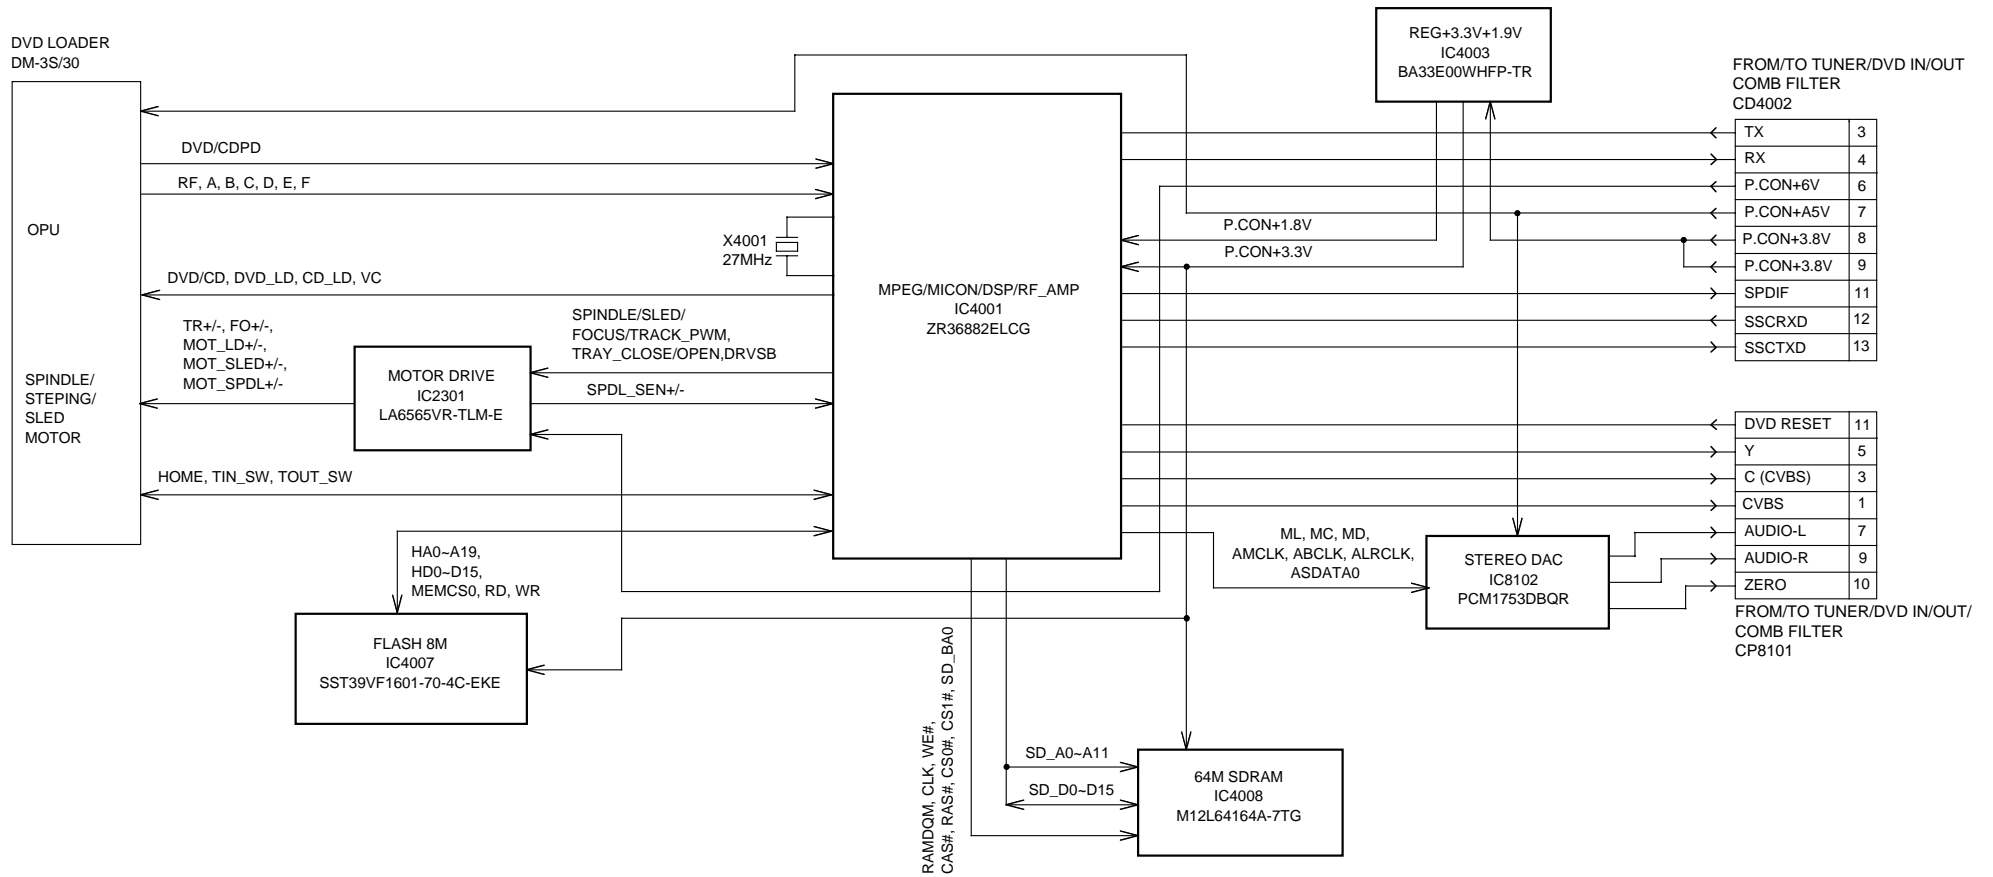 DVD LOADER
DM-3S/30
OPU
SPINDLE/
STEPING/
SLED
MOTOR
DVD/CDPD
RF, A, B, C, D, E, F
X4001
27MHz
DVD/CD, DVD_LD, CD_LD, VC
TR+/-, FO+/-,
MOT_LD+/-,
MOT_SLED+/-,
MOT_SPDL+/-
MOTOR DRIVE
IC2301
LA6565VR-TLM-E
SPINDLE/SLED/
FOCUS/TRACK_PWM,
TRAY_CLOSE/OPEN,DRVSB
SPDL_SEN+/-
HOME, TIN_SW, TOUT_SW
HA0~A19,
HD0~D15,
MEMCS0, RD, WR
FLASH 8M
IC4007
SST39VF1601-70-4C-EKE
MPEG/MICON/DSP/RF_AMP
IC4001
ZR36882ELCG
RAMDQM, CLK, WE#,
CAS#, RAS#, CS0#, CS1#, SD_BA0
SD_A0~A11
SD_D0~D15
64M SDRAM
IC4008
M12L64164A-7TG
REG+3.3V+1.9V
IC4003
BA33E00WHFP-TR
P.CON+1.8V
P.CON+3.3V
ML, MC, MD,
AMCLK, ABCLK, ALRCLK,
ASDATA0
STEREO DAC
IC8102
PCM1753DBQR
FROM/TO TUNER/DVD IN/OUT
COMB FILTER
CD4002
TX 3
RX 4
P.CON+6V 6
P.CON+A5V 7
P.CON+3.8V 8
P.CON+3.8V 9
SPDIF 11
SSCRXD 12
SSCTXD 13
DVD RESET 11
Y 5
C (CVBS) 3
CVBS 1
AUDIO-L 7
AUDIO-R 9
ZERO 10
FROM/TO TUNER/DVD IN/OUT/
COMB FILTER
CP8101